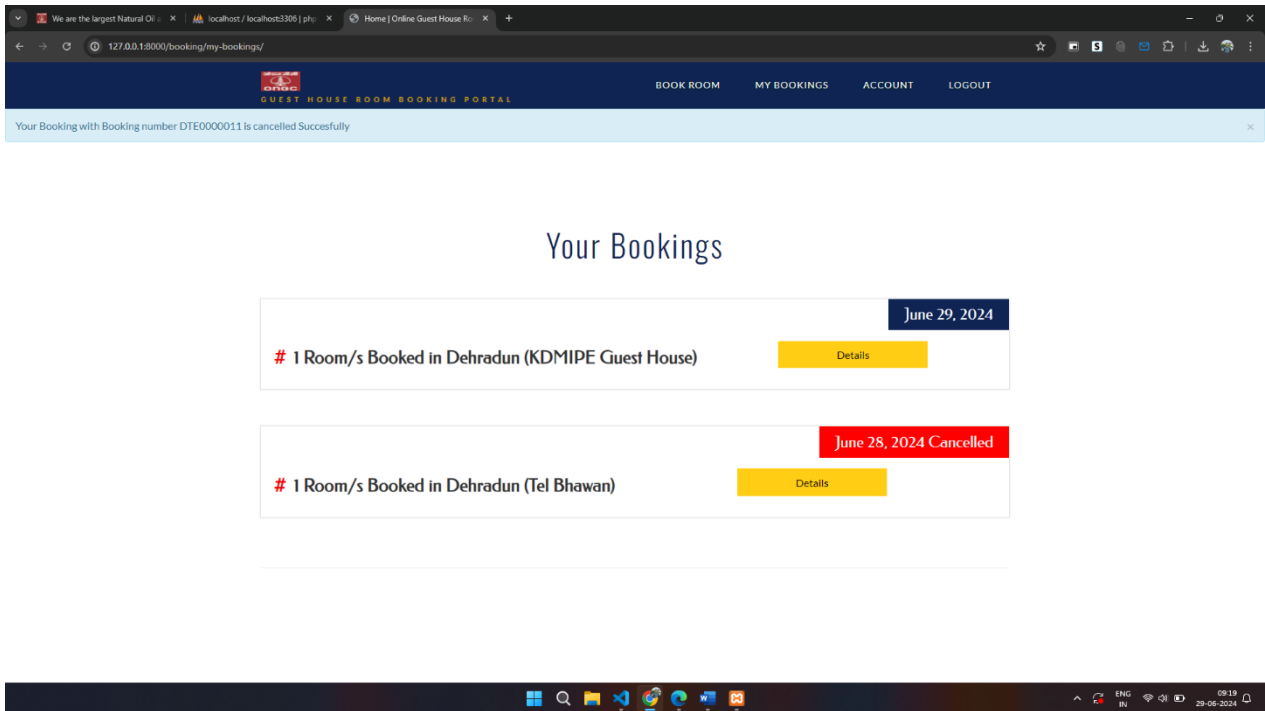 We are the largest Natural Oil a
localhost / localhost:3306 | php
Home | Online Guest House Ro
127.0.0.1:8000/booking/my-bookings/
ongc
GUEST HOUSE ROOM BOOKING PORTAL
BOOK ROOM MY BOOKINGS ACCOUNT LOGOUT
Your Booking with Booking number DTE0000011 is cancelled Succesfully ×
Your Bookings
June 29, 2024
# 1 Room/s Booked in Dehradun (KDMIPE Guest House) Details
June 28, 2024 Cancelled
# 1 Room/s Booked in Dehradun (Tel Bhawan) Details
ENG 09:19
IN 29-06-2024